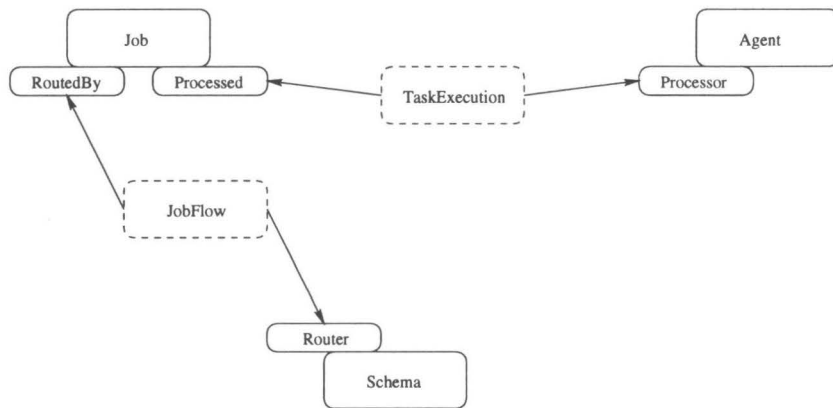 Job
Agent
RoutedBy
Processed
TaskExecution
Processor
JobFlow
Router
Schema